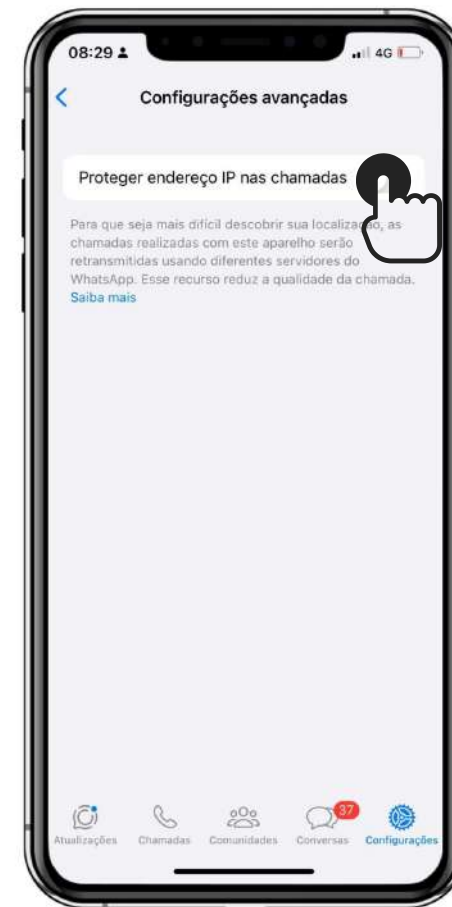 08:29
4G
Configurações avançadas
Proteger endereço IP nas chamadas
Para que seja mais difícil descobrir sua localização, as
chamadas realizadas com este aparelho serão
retransmitidas usando diferentes servidores do
WhatsApp. Esse recurso reduz a qualidade da chamada.
Saiba mais
37
Atualizações Chamadas Comunidades Conversas Configurações